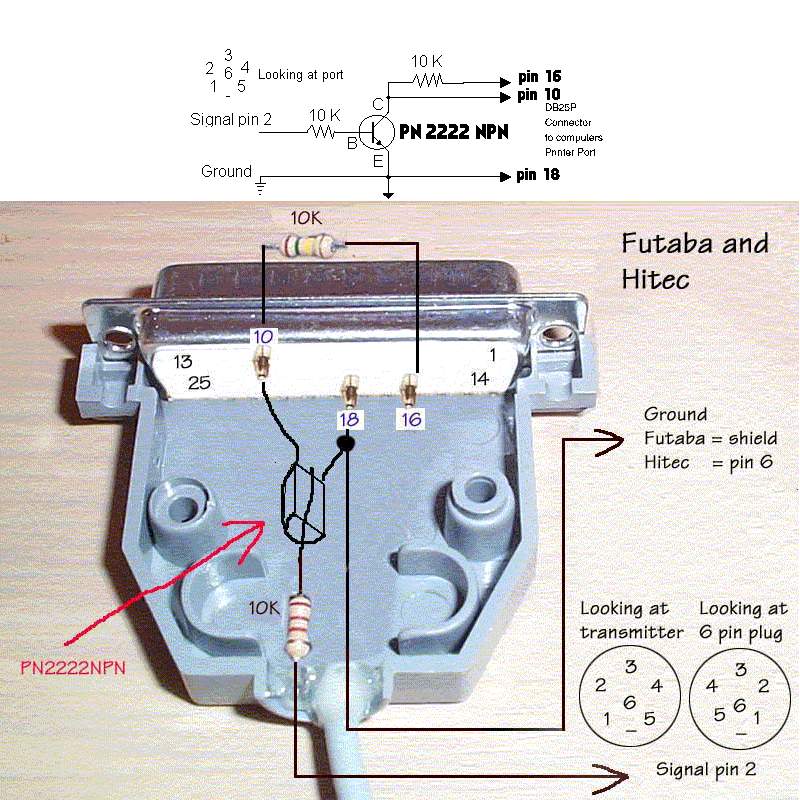 3
2 6 4
1 - 5
Looking at port
10 K
pin 16
pin 10
DB25P
Connector
to computers
Printer Port
C
Signal pin 2
10 K
B
PN 2222 NPN
E
Ground
pin 18
10K
Futaba and
Hitec
10
13
1
25
14
18
16
Ground
Futaba = shield
Hitec = pin 6
10K
PN2222NPN
Looking at
transmitter
3
2 4
6
1 5
-
Looking at
6 pin plug
3
4 2
6
5 1
-
Signal pin 2